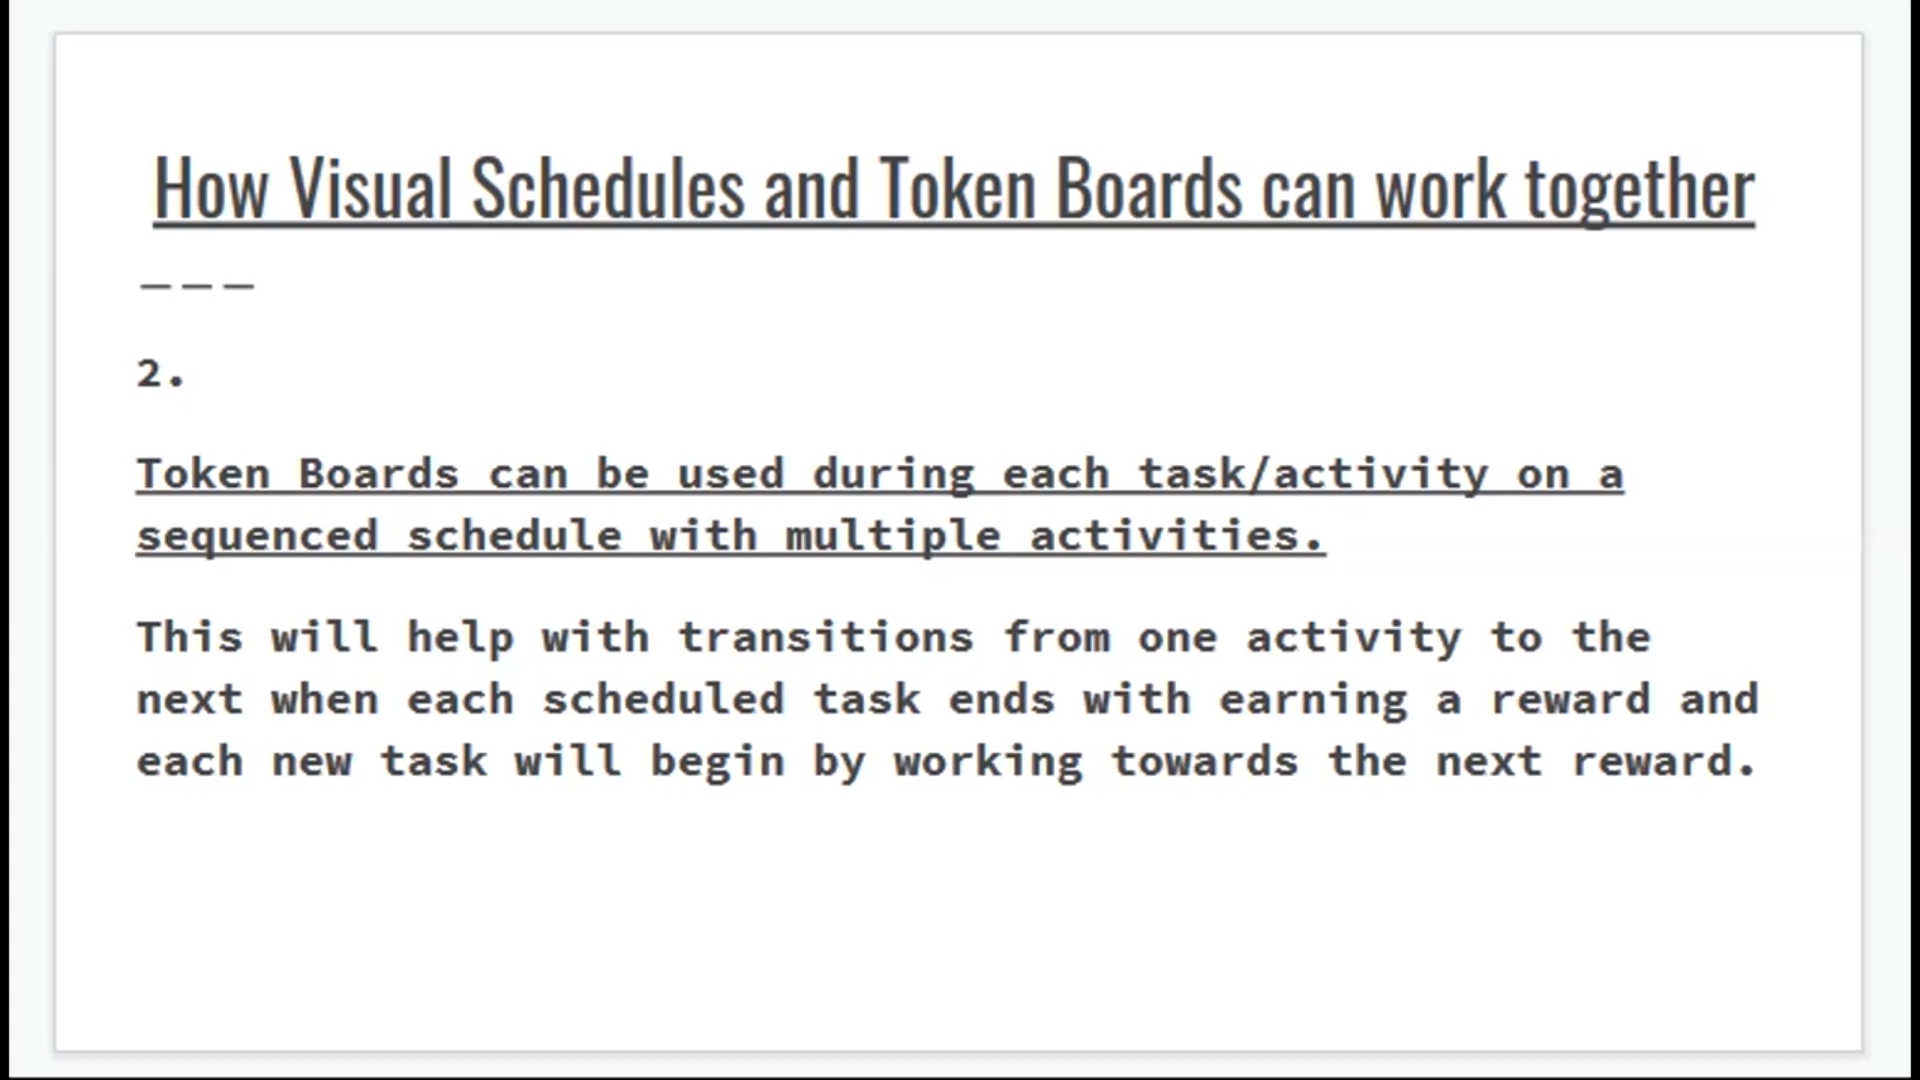 How Visual Schedules and Token Boards can work together
———
2.
Token Boards can be used during each task/activity on a
sequenced schedule with multiple activities.
This will help with transitions from one activity to the
next when each scheduled task ends with earning a reward and
each new task will begin by working towards the next reward.